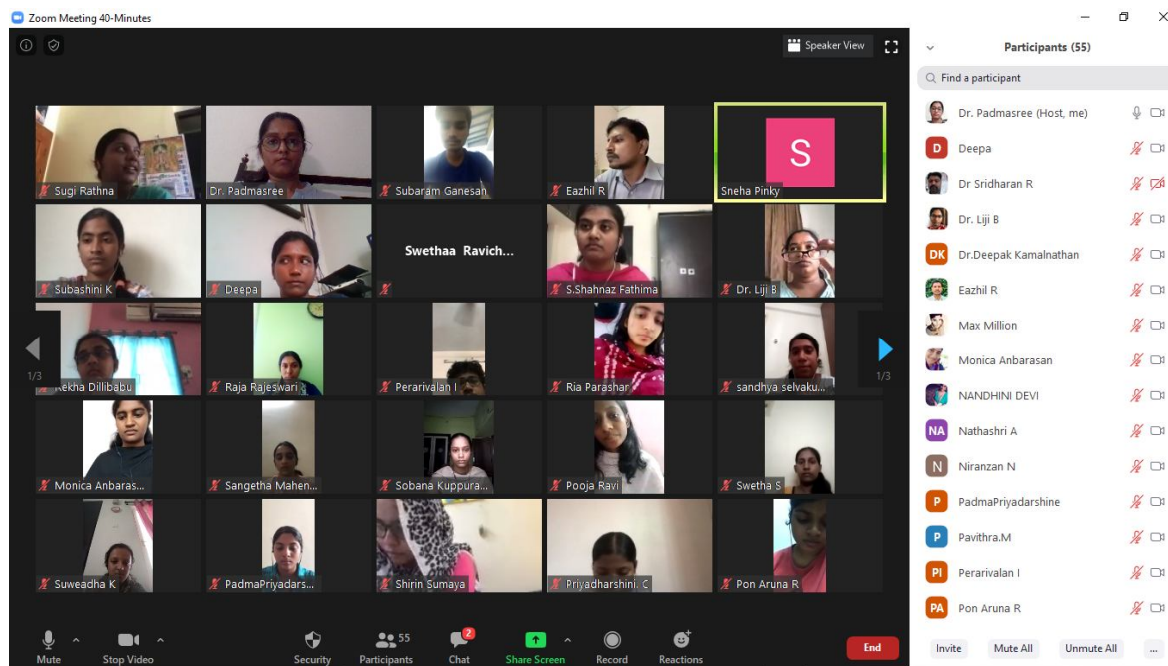 Zoom Meeting 40-Minutes
Speaker View
Sugi Rathna
Dr. Padmasree
Subaram Ganesan
Eazhil R
S
Sneha Pinky
Subashini K
Deepa
Swethaa Ravich...
S.Shahnaz Fathima
Dr. Liji B
1/3
Rekha Dillibabu
Raja Rajeswari
Perarivalan I
Ria Parashar
sandhya selvaku...
1/3
Monica Anbaras...
Sangetha Mahen...
Sobana Kuppura...
Pooja Ravi
Swetha S
Suweadha K
PadmaPriyadars...
Shirin Sumaya
Priyadharshini. C
Pon Aruna R
Mute
Stop Video
Security
55
Participants
2
Chat
Share Screen
Record
Reactions
End
Participants (55)
Find a participant
Dr. Padmasree (Host, me)
D Deepa
Dr Sridharan R
Dr. Liji B
DK Dr.Deepak Kamalnathan
Eazhil R
Max Million
Monica Anbarasan
NANDHINI DEVI
NA Nathashri A
N Niranzan N
P PadmaPriyadarshine
P Pavithra.M
PI Perarivalan I
PA Pon Aruna R
Invite Mute All Unmute All ...